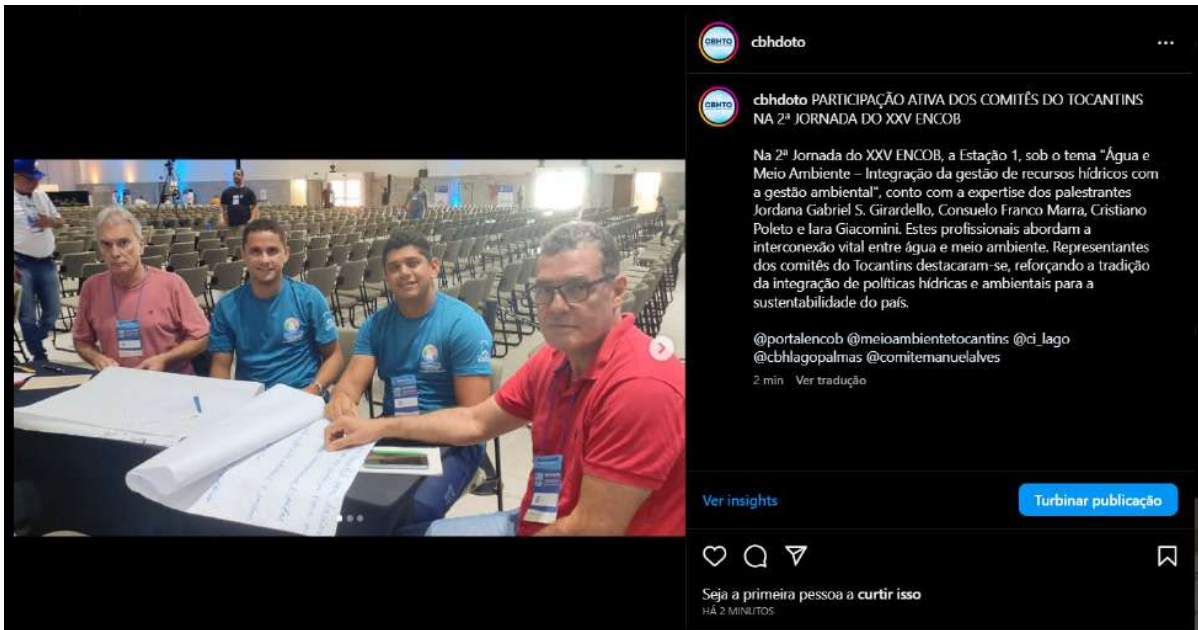 cbhdoto
cbhdoto PARTICIPAÇÃO ATIVA DOS COMITÊS DO TOCANTINS
NA 2ª JORNADA DO XXV ENCOB
Na 2ª Jornada do XXV ENCOB, a Estação 1, sob o tema "Água e
Meio Ambiente – Integração da gestão de recursos hídricos com
a gestão ambiental", conto com a expertise dos palestrantes
Jordana Gabriel S. Girardello, Consuelo Franco Marra, Cristiano
Poleto e Iara Giacomini. Estes profissionais abordam a
interconexão vital entre água e meio ambiente. Representantes
dos comitês do Tocantins destacaram-se, reforçando a tradição
da integração de políticas hídricas e ambientais para a
sustentabilidade do país.
@portalencob @meioambientetocantins @ci_lago
@cbhlagopalmas @comitemanuelalves
2 min Ver tradução
Ver insights
Turbinar publicação
Seja a primeira pessoa a curtir isso
HÁ 2 MINUTOS